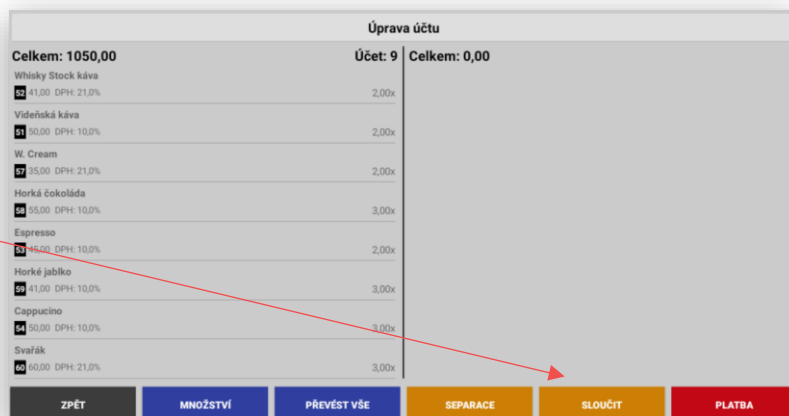 Úprava účtu
Celkem: 1050,00 Účet: 9 Celkem: 0,00
Whisky Stock káva
52 41,00 DPH: 21,0% 2,00x
Vídeňská káva
51 50,00 DPH: 10,0% 2,00x
W. Cream
57 35,00 DPH: 21,0% 2,00x
Horká čokoláda
58 55,00 DPH: 10,0% 3,00x
Espresso
53 45,00 DPH: 10,0% 2,00x
Horké jablko
59 41,00 DPH: 10,0% 3,00x
Cappucino
54 50,00 DPH: 10,0% 3,00x
Svařák
60 60,00 DPH: 21,0% 3,00x
ZPĚT MNOŽSTVÍ PŘEVÉST VŠE SEPARACE SLOUČIT PLATBA